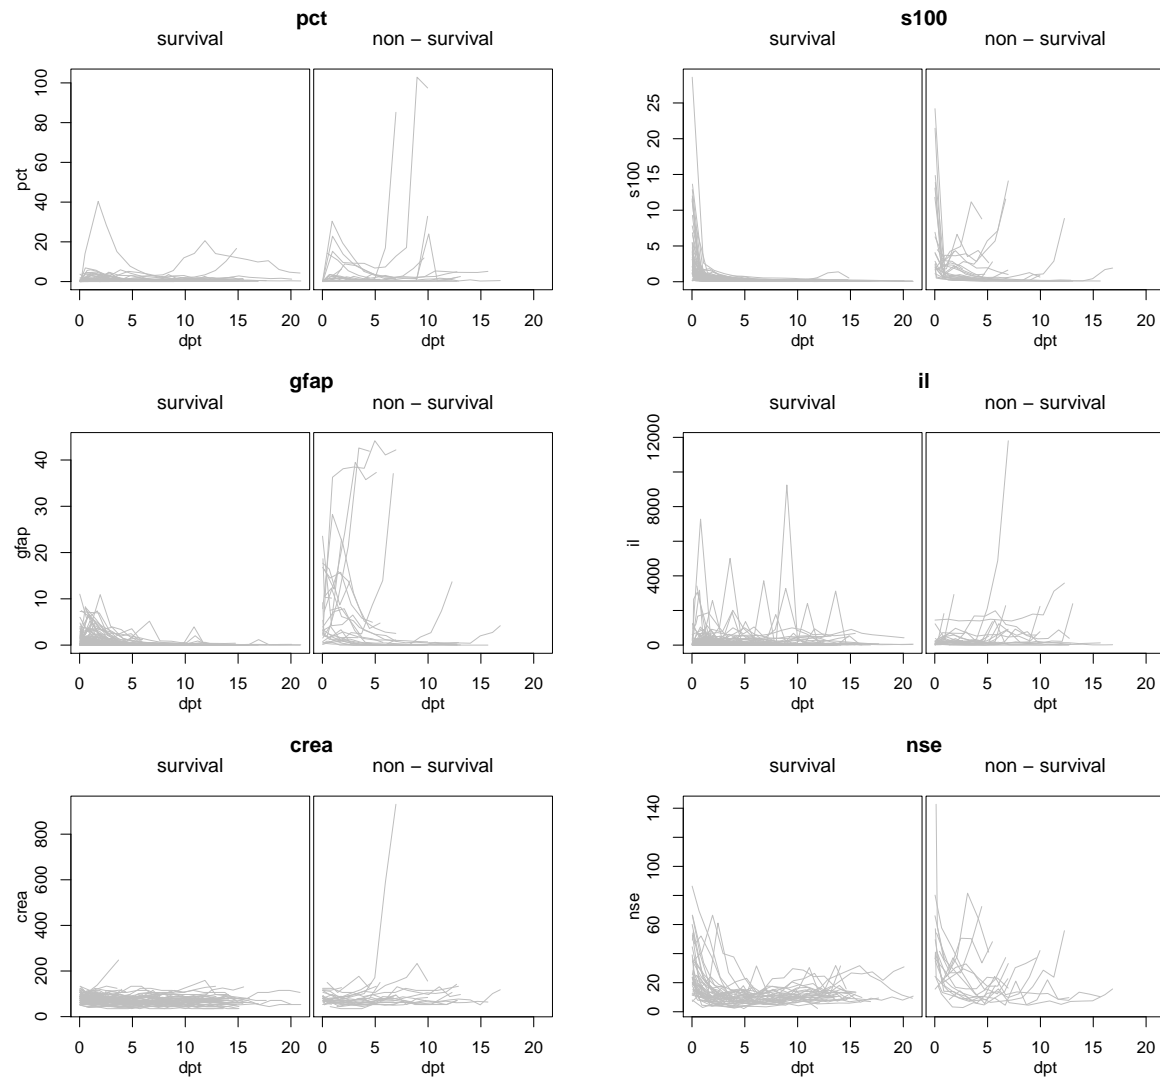 pct
survival
non − survival
pct
0 20 40 60 80 100
0 5 10 15 20
0 5 10 15 20
dpt
dpt
s100
survival
non − survival
s100
0 5 10 15 20 25
0 5 10 15 20
0 5 10 15 20
dpt
dpt
gfap
survival
non − survival
gfap
0 10 20 30 40
0 5 10 15 20
0 5 10 15 20
dpt
dpt
il
survival
non − survival
il
0 4000 8000 12000
0 5 10 15 20
0 5 10 15 20
dpt
dpt
crea
survival
non − survival
crea
0 200 400 600 800
0 5 10 15 20
0 5 10 15 20
dpt
dpt
nse
survival
non − survival
nse
0 20 60 100 140
0 5 10 15 20
0 5 10 15 20
dpt
dpt